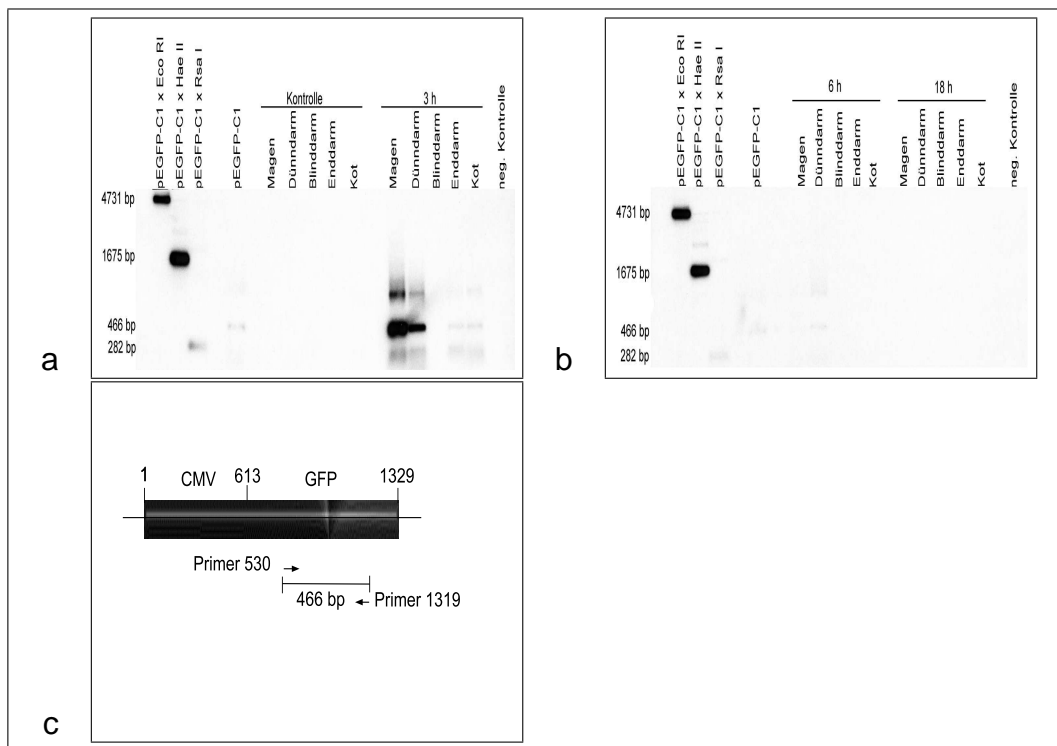 pEGFP-C1 x Eco RI
pEGFP-C1 x Hae II
pEGFP-C1 x Rsa I
pEGFP-C1
Kontrolle
Magen
Dünndarm
Blinddarm
Enddarm
Kot
3 h
Magen
Dünndarm
Blinddarm
Enddarm
Kot
neg. Kontrolle
4731 bp
1675 bp
466 bp
282 bp
a
pEGFP-C1 x Eco RI
pEGFP-C1 x Hae II
pEGFP-C1 x Rsa I
pEGFP-C1
6 h
Magen
Dünndarm
Blinddarm
Enddarm
Kot
18 h
Magen
Dünndarm
Blinddarm
Enddarm
Kot
neg. Kontrolle
4731 bp
1675 bp
466 bp
282 bp
b
1 CMV 613 GFP 1329
Primer 530
466 bp Primer 1319
c